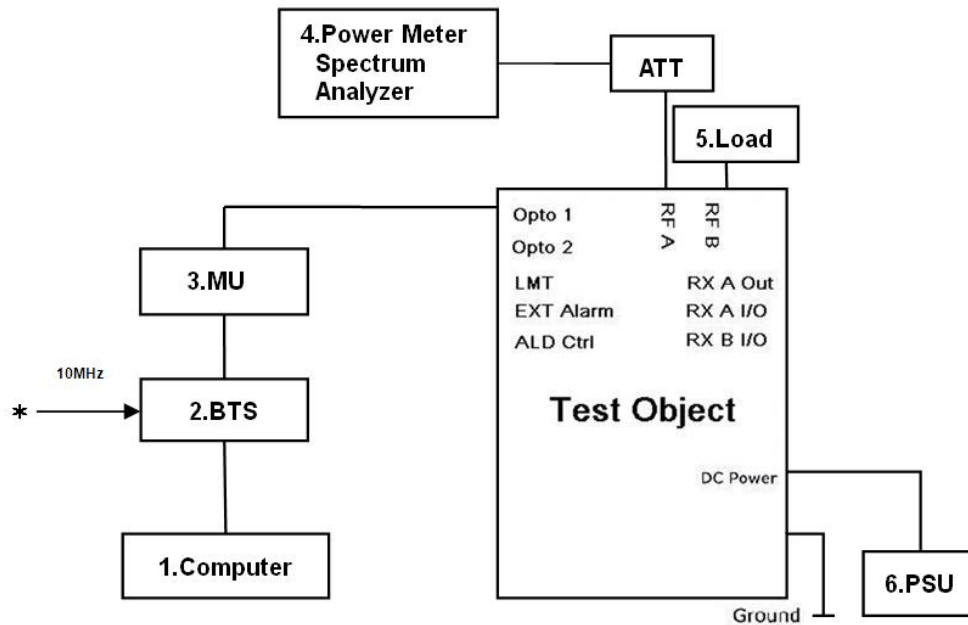 4.Power Meter
Spectrum
Analyzer
ATT
5.Load
Opto 1
Opto 2
LMT
EXT Alarm
ALD Ctrl
RF A
RF B
RX A Out
RX A I/O
RX B I/O
Test Object
DC Power
Ground
3.MU
10MHz
*
2.BTS
1.Computer
6.PSU